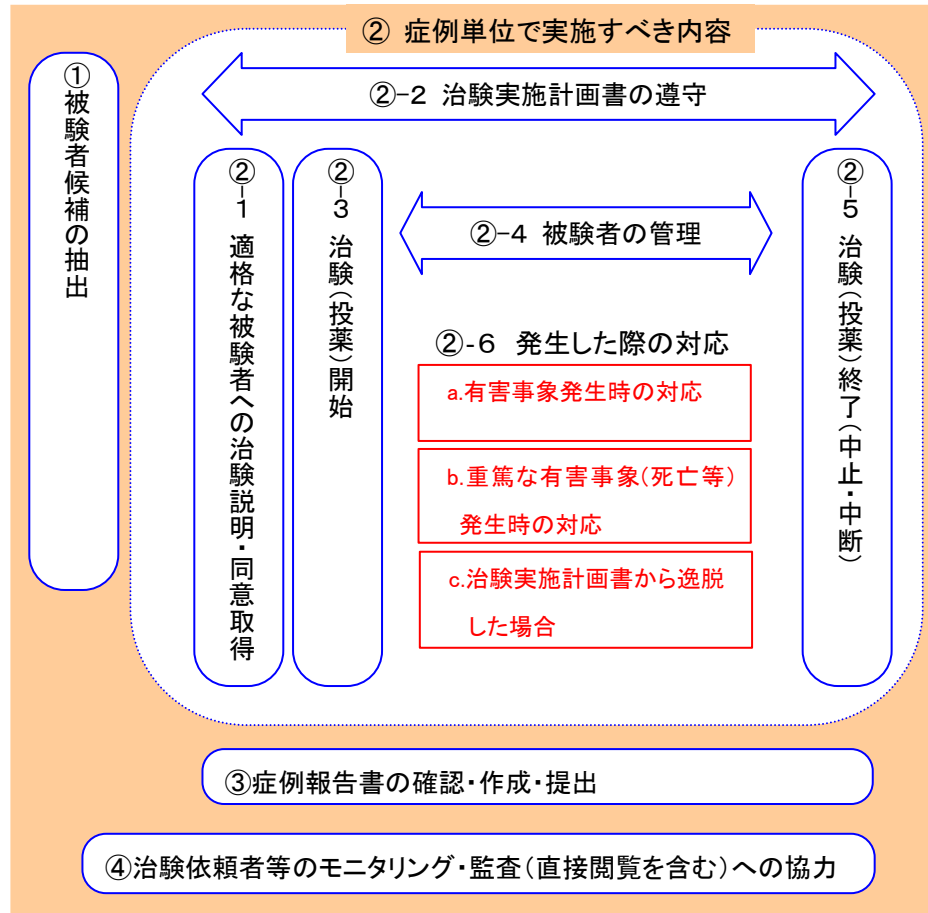 ② 症例単位で実施すべき内容
①被験者候補の抽出
②-2 治験実施計画書の遵守
②-1 適格な被験者への治験説明・同意取得
②-3 治験(投薬)開始
②-4 被験者の管理
②-5 治験(投薬)終了(中止・中断)
②-6 発生した際の対応
a.有害事象発生時の対応
b.重篤な有害事象(死亡等)
発生時の対応
c.治験実施計画書から逸脱
した場合
③症例報告書の確認・作成・提出
④治験依頼者等のモニタリング・監査(直接閲覧を含む)への協力